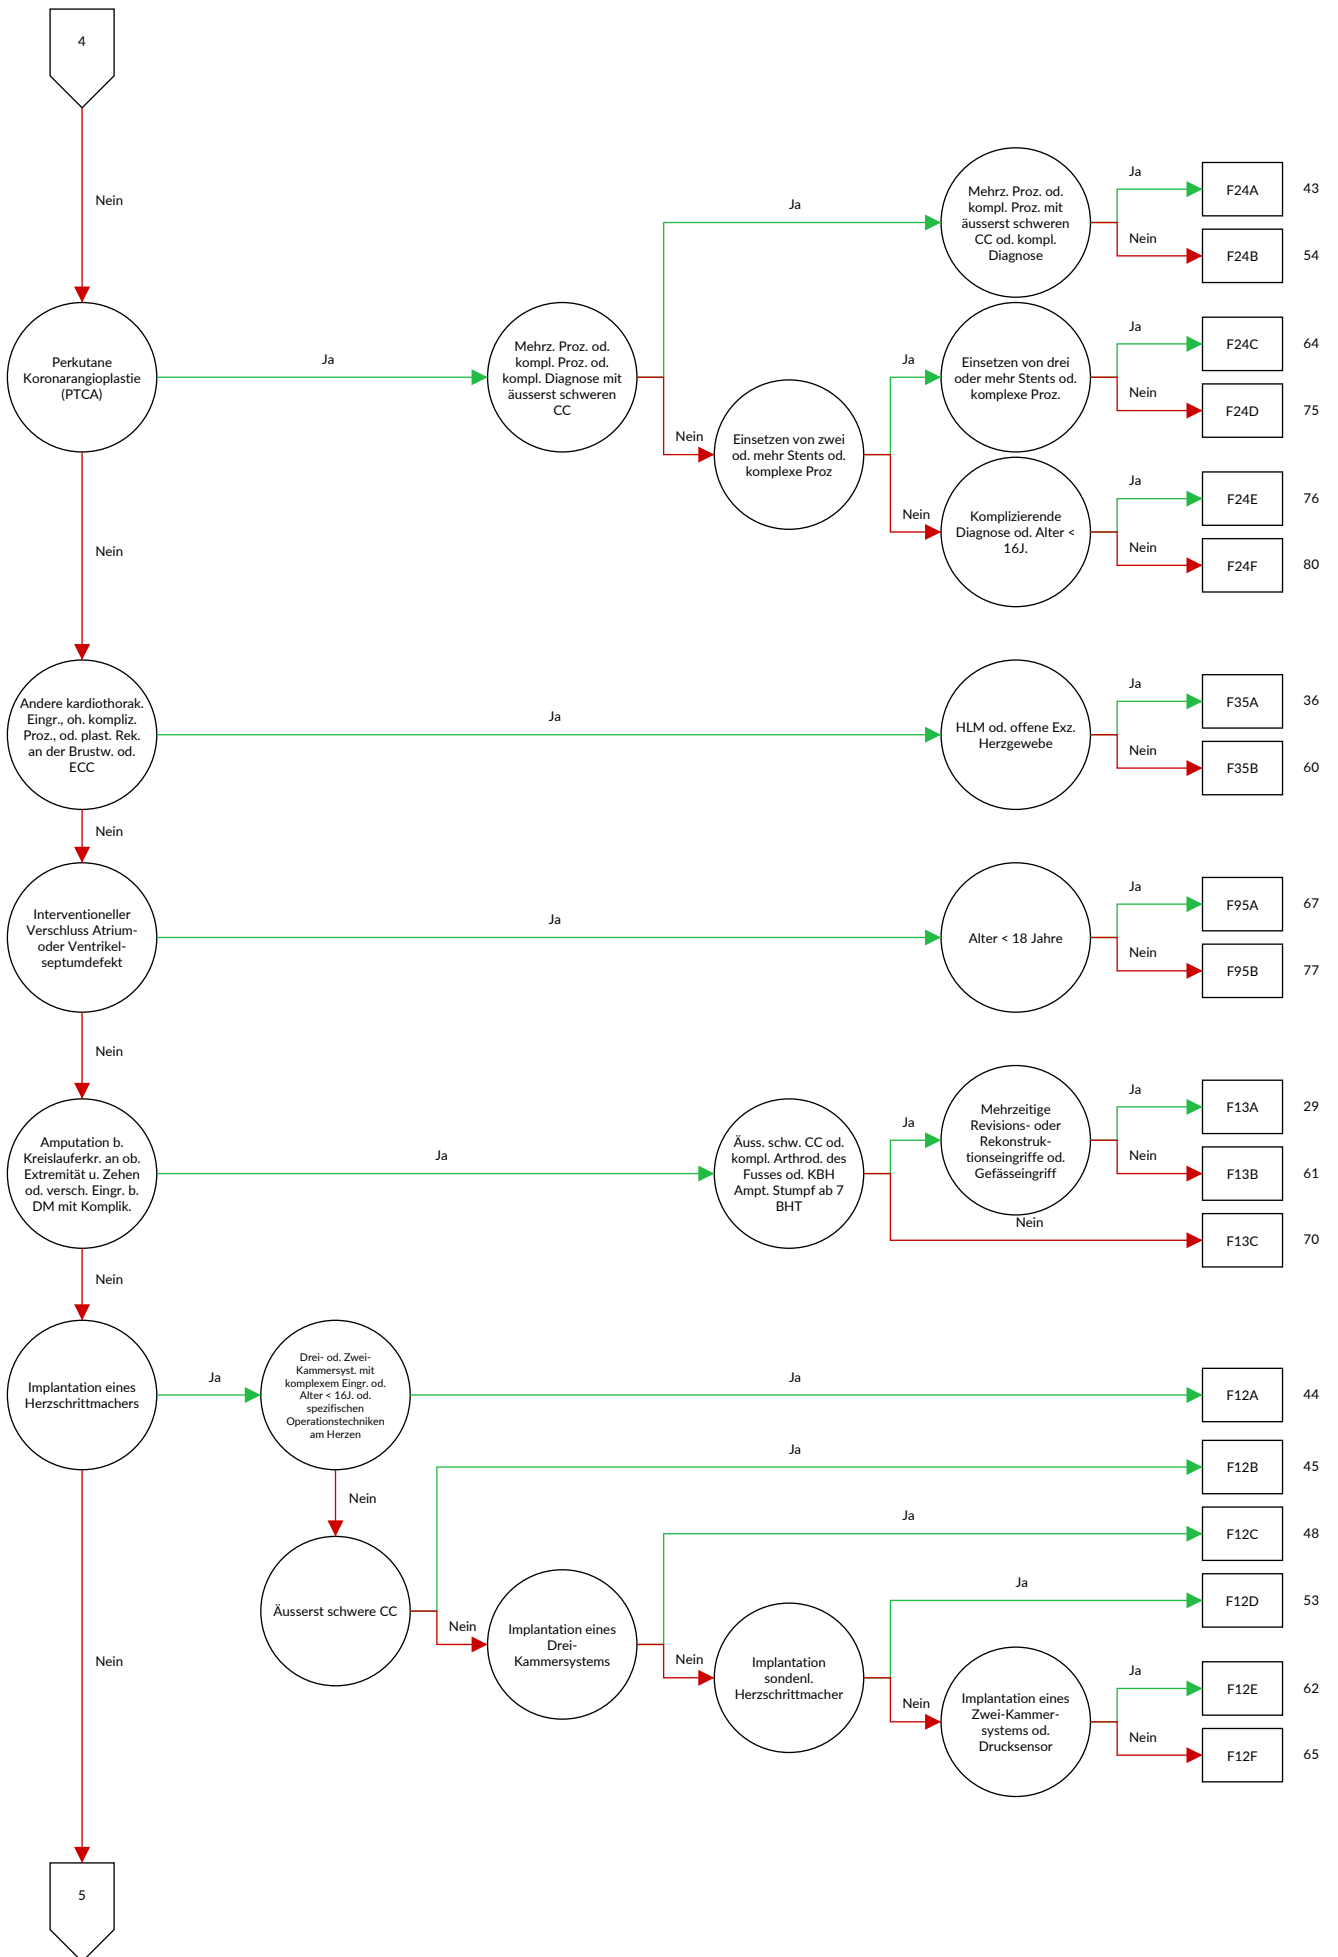 4
Nein
Perkutane
Koronarangioplastie
(PTCA)
Ja
Mehrz. Proz. od.
kompl. Proz. od.
kompl. Diagnose mit
äusserst schweren
CC
Ja
Mehrz. Proz. od.
kompl. Proz. mit
äusserst schweren
CC od. kompl.
Diagnose
Ja
F24A 43
Nein
F24B 54
Nein
Einsetzen von zwei
od. mehr Stents od.
komplexe Proz
Ja
Einsetzen von drei
oder mehr Stents od.
komplexe Proz.
Ja
F24C 64
Nein
F24D 75
Nein
Komplizierende
Diagnose od. Alter <
16J.
Ja
F24E 76
Nein
F24F 80
Nein
Andere kardiothorak.
Eingr., oh. kompliz.
Proz., od. plast. Rek.
an der Brustw. od.
ECC
Ja
HLM od. offene Exz.
Herzgewebe
Ja
F35A 36
Nein
F35B 60
Nein
Interventioneller
Verschluss Atrium-
oder Ventrikel-
septumdefekt
Ja
Alter < 18 Jahre
Ja
F95A 67
Nein
F95B 77
Nein
Amputation b.
Kreislauferkr. an ob.
Extremität u. Zehen
od. versch. Eingr. b.
DM mit Komplik.
Ja
Äuss. schw. CC od.
kompl. Arthrod. des
Fusses od. KBH
Ampt. Stumpf ab 7
BHT
Ja
Mehrzeitige
Revisions- oder
Rekonstruk-
tionseingriffe od.
Gefässeingriff
Ja
F13A 29
Nein
F13B 61
Nein
F13C 70
Nein
Implantation eines
Herzschrittmachers
Ja
Drei- od. Zwei-
Kammersyst. mit
komplexem Eingr. od.
Alter < 16J. od.
spezifischen
Operationstechniken
am Herzen
Ja
F12A 44
Nein
Äusserst schwere CC
Ja
F12B 45
Nein
Implantation eines
Drei-
Kammersystems
Ja
F12C 48
Nein
Implantation
sondenl.
Herzschrittmacher
Ja
F12D 53
Nein
Implantation eines
Zwei-Kammer-
systems od.
Drucksensor
Ja
F12E 62
Nein
F12F 65
Nein
5